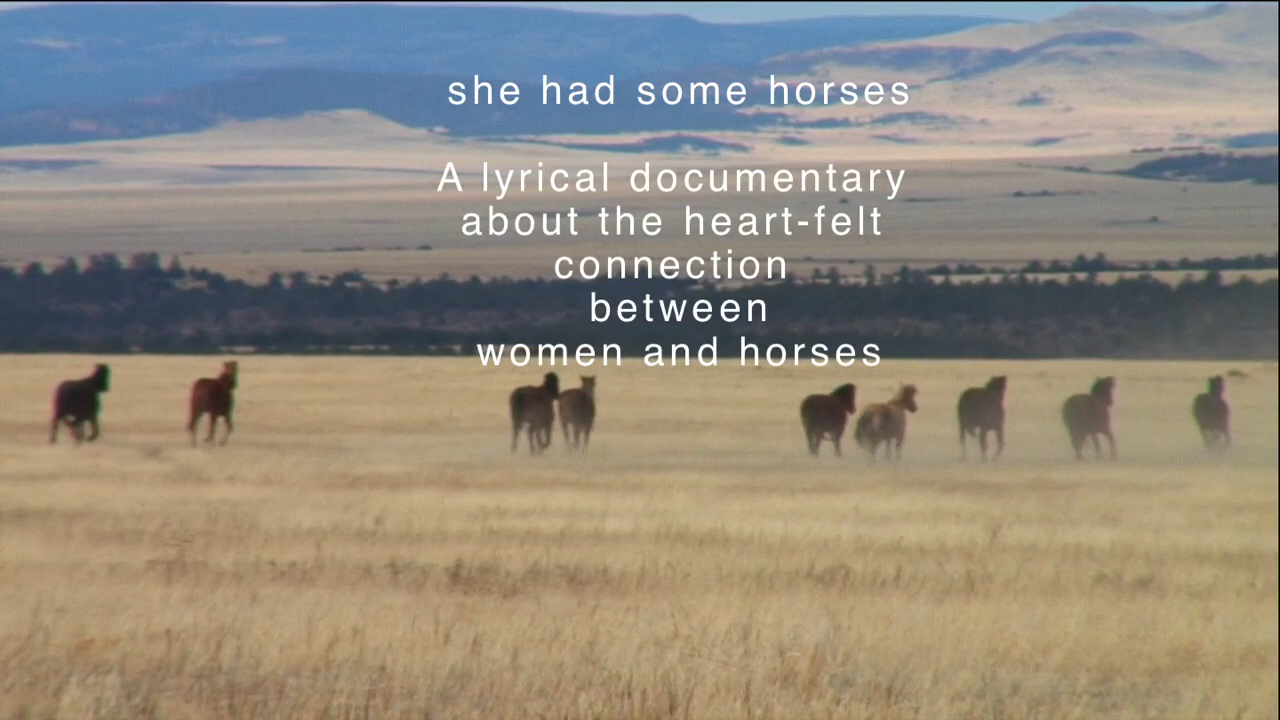 she had some horses
A lyrical documentary
about the heart-felt
connection
between
women and horses